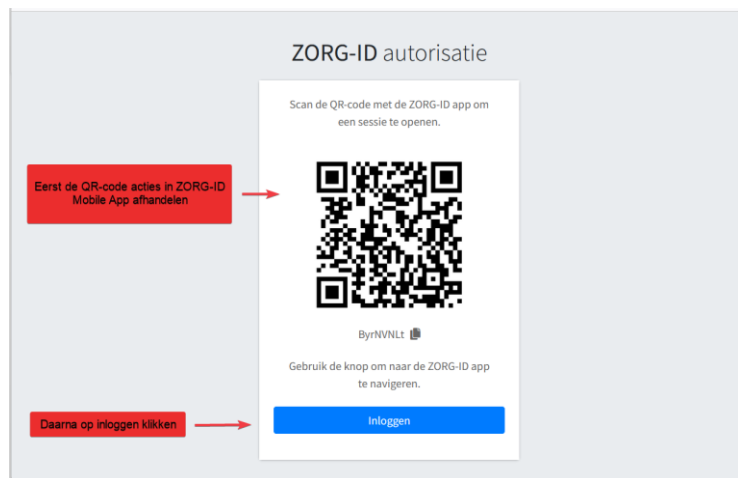 ZORG-ID autorisatie
Scan de QR-code met de ZORG-ID app om
een sessie te openen.
Eerst de QR-code acties in ZORG-ID
Mobile App afhandelen
ByrNVNLt
Gebruik de knop om naar de ZORG-ID app
te navigeren.
Daarna op inloggen klikken
Inloggen